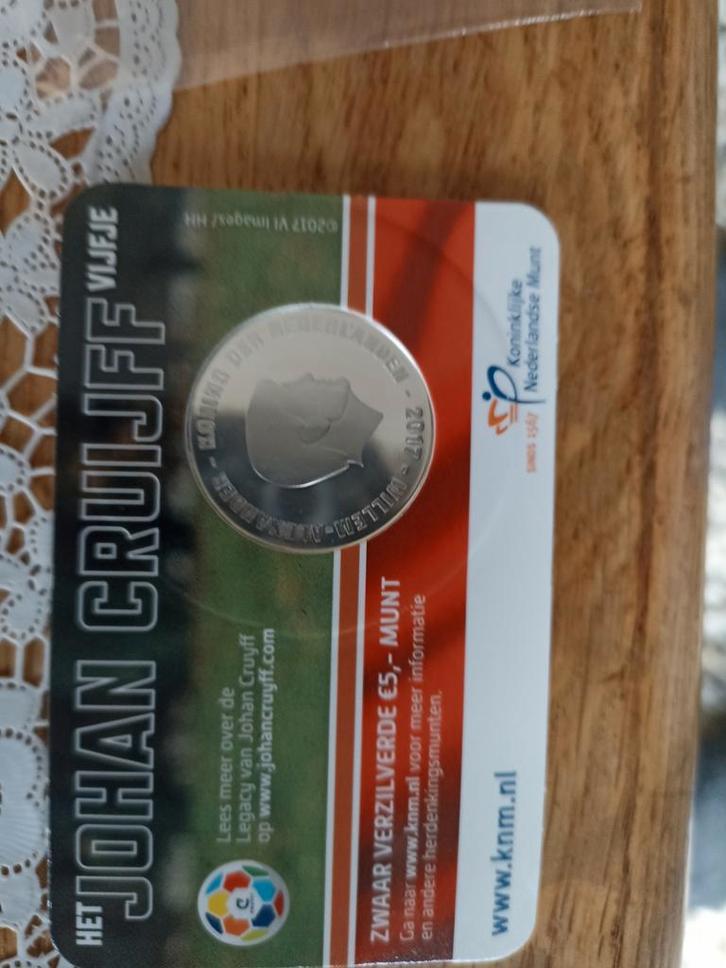 HET JOHAN CRUIJFF VIJFJE
©2017 VI Images/ HH
Lees meer over de
Legacy van Johan Cruyff
op www.johancruyff.com
WILLEM-ALEXANDER - KONING DER NEDERLANDEN - 2017 -
ZWAAR VERZILVERDE €5,- MUNT
Ga naar www.knm.nl voor meer informatie
en andere herdenkingsmunten.
www.knm.nl
Koninklijke
Nederlandse Munt
SINDS 1567